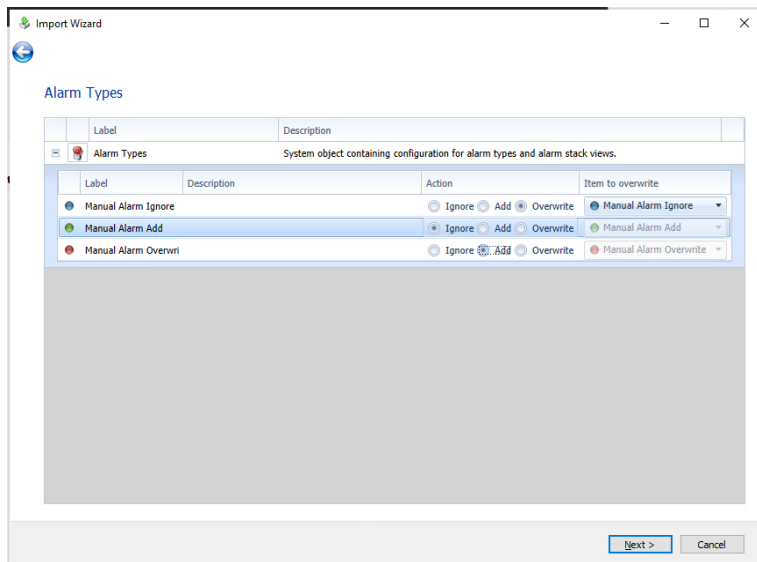 Import Wizard
Alarm Types
Label Description
Alarm Types System object containing configuration for alarm types and alarm stack views.
Label Description Action Item to overwrite
Manual Alarm Ignore Ignore Add Overwrite Manual Alarm Ignore
Manual Alarm Add Ignore Add Overwrite Manual Alarm Add
Manual Alarm Overwri Ignore Add Overwrite Manual Alarm Overwrite
Next > Cancel